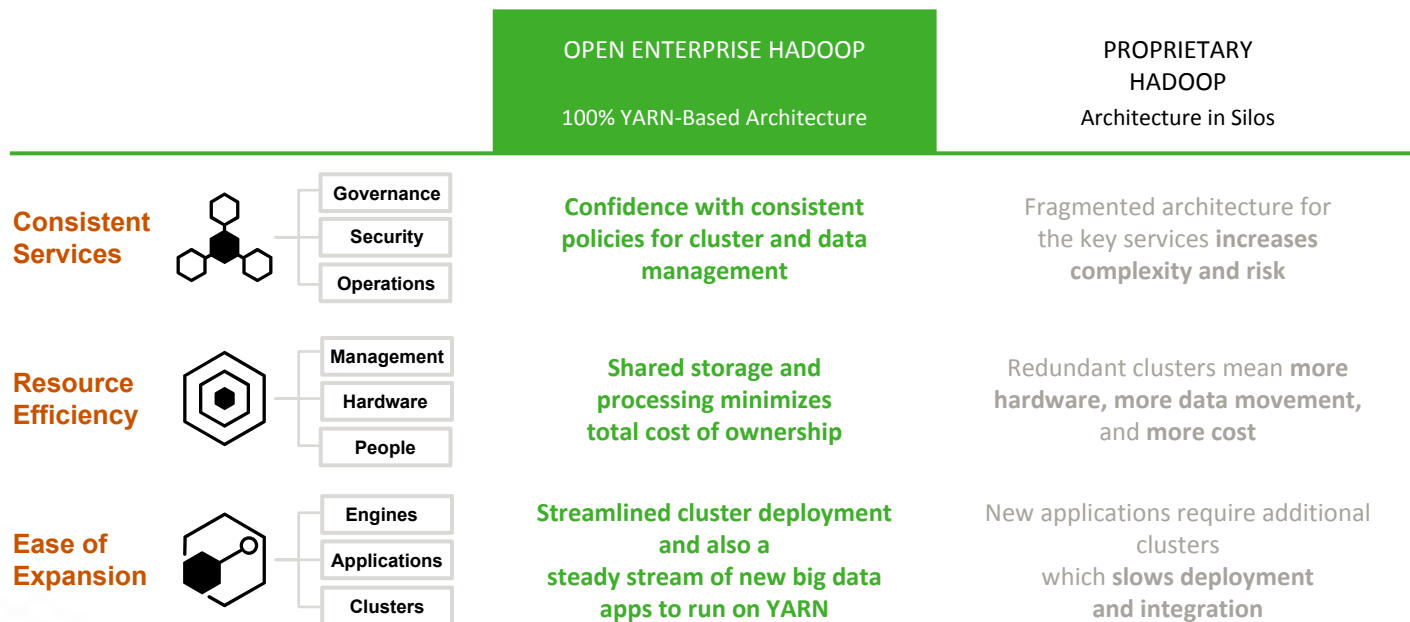 OPEN ENTERPRISE HADOOP
100% YARN-Based Architecture
PROPRIETARY
HADOOP
Architecture in Silos
Consistent
Services
Governance
Security
Operations
Confidence with consistent
policies for cluster and data
management
Fragmented architecture for
the key services increases
complexity and risk
Resource
Efficiency
Management
Hardware
People
Shared storage and
processing minimizes
total cost of ownership
Redundant clusters mean more
hardware, more data movement,
and more cost
Ease of
Expansion
Engines
Applications
Clusters
Streamlined cluster deployment
and also a
steady stream of new big data
apps to run on YARN
New applications require additional
clusters
which slows deployment
and integration